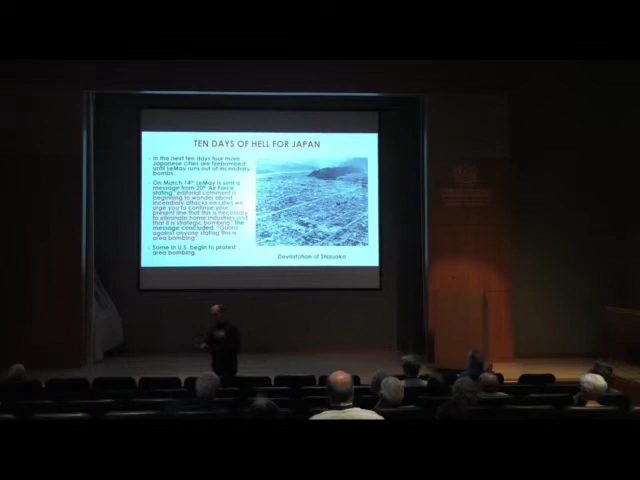 TEN DAYS OF HELL FOR JAPAN
In the next ten days four more
Japanese cities are firebombed
until LeMay runs out of incendiary
bombs.
On March 14th LeMay is sent a
message from 20th Air Force
stating "editorial comment is
beginning to wonder about
incendiary attacks on cities we
urge you to continue your
present line that this is necessary
to eliminate home industries and
that it is strategic bombing" the
message concluded, "Guard
against anyone stating this is
area bombing"
Some in U.S. begin to protest
area bombing.
Devastation of Shizuoka